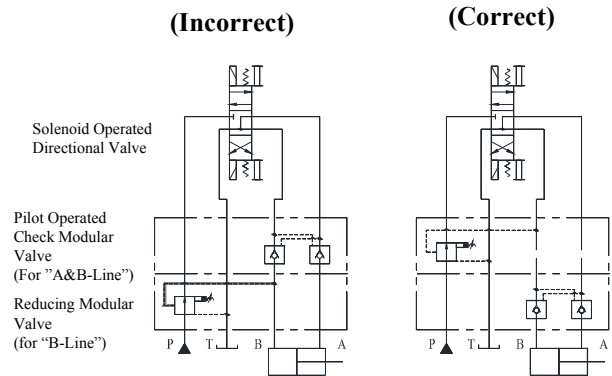 (Incorrect)
(Correct)
Solenoid Operated
Directional Valve
Pilot Operated
Check Modular
Valve
(For ”A&B-Line”)
Reducing Modular
Valve
(for “B-Line”)
P T B A
P T B A